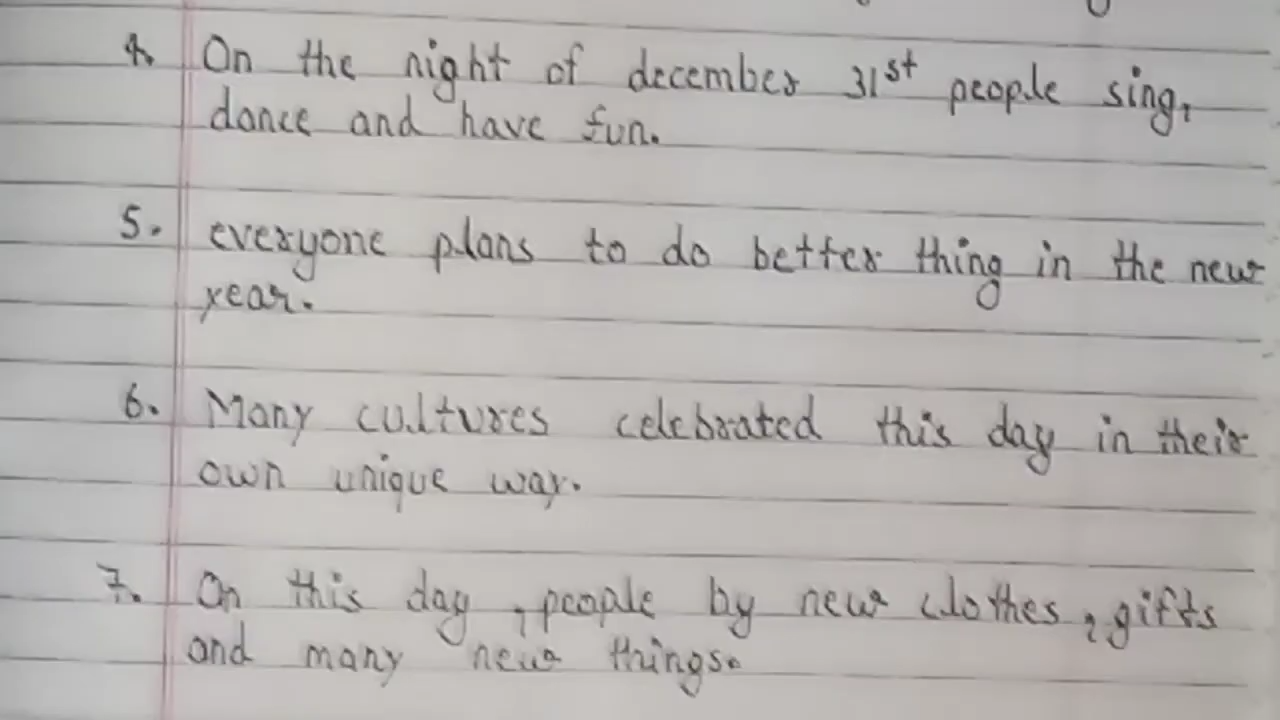 4. On the night of december 31st people sing,
dance and have fun.
5. everyone plans to do better thing in the new
year.
6. Many cultures celebrated this day in their
own unique way.
7. On this day, people by new clothes, gifts
and many new things.